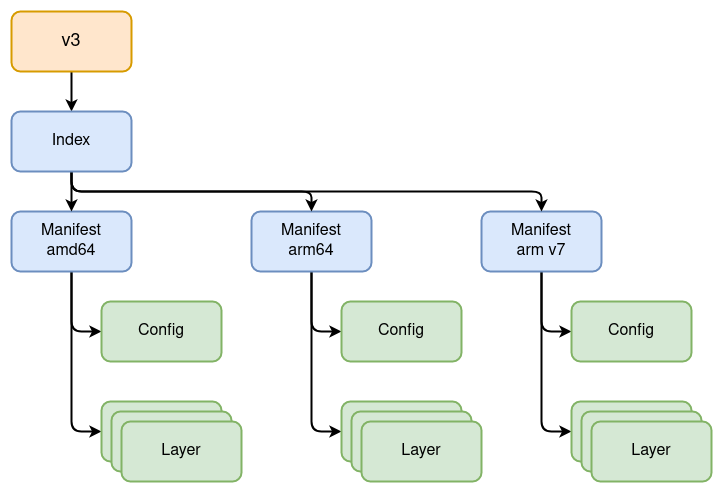 v3
Index
Manifest
amd64
Manifest
arm64
Manifest
arm v7
Config
Config
Config
Layer
Layer
Layer